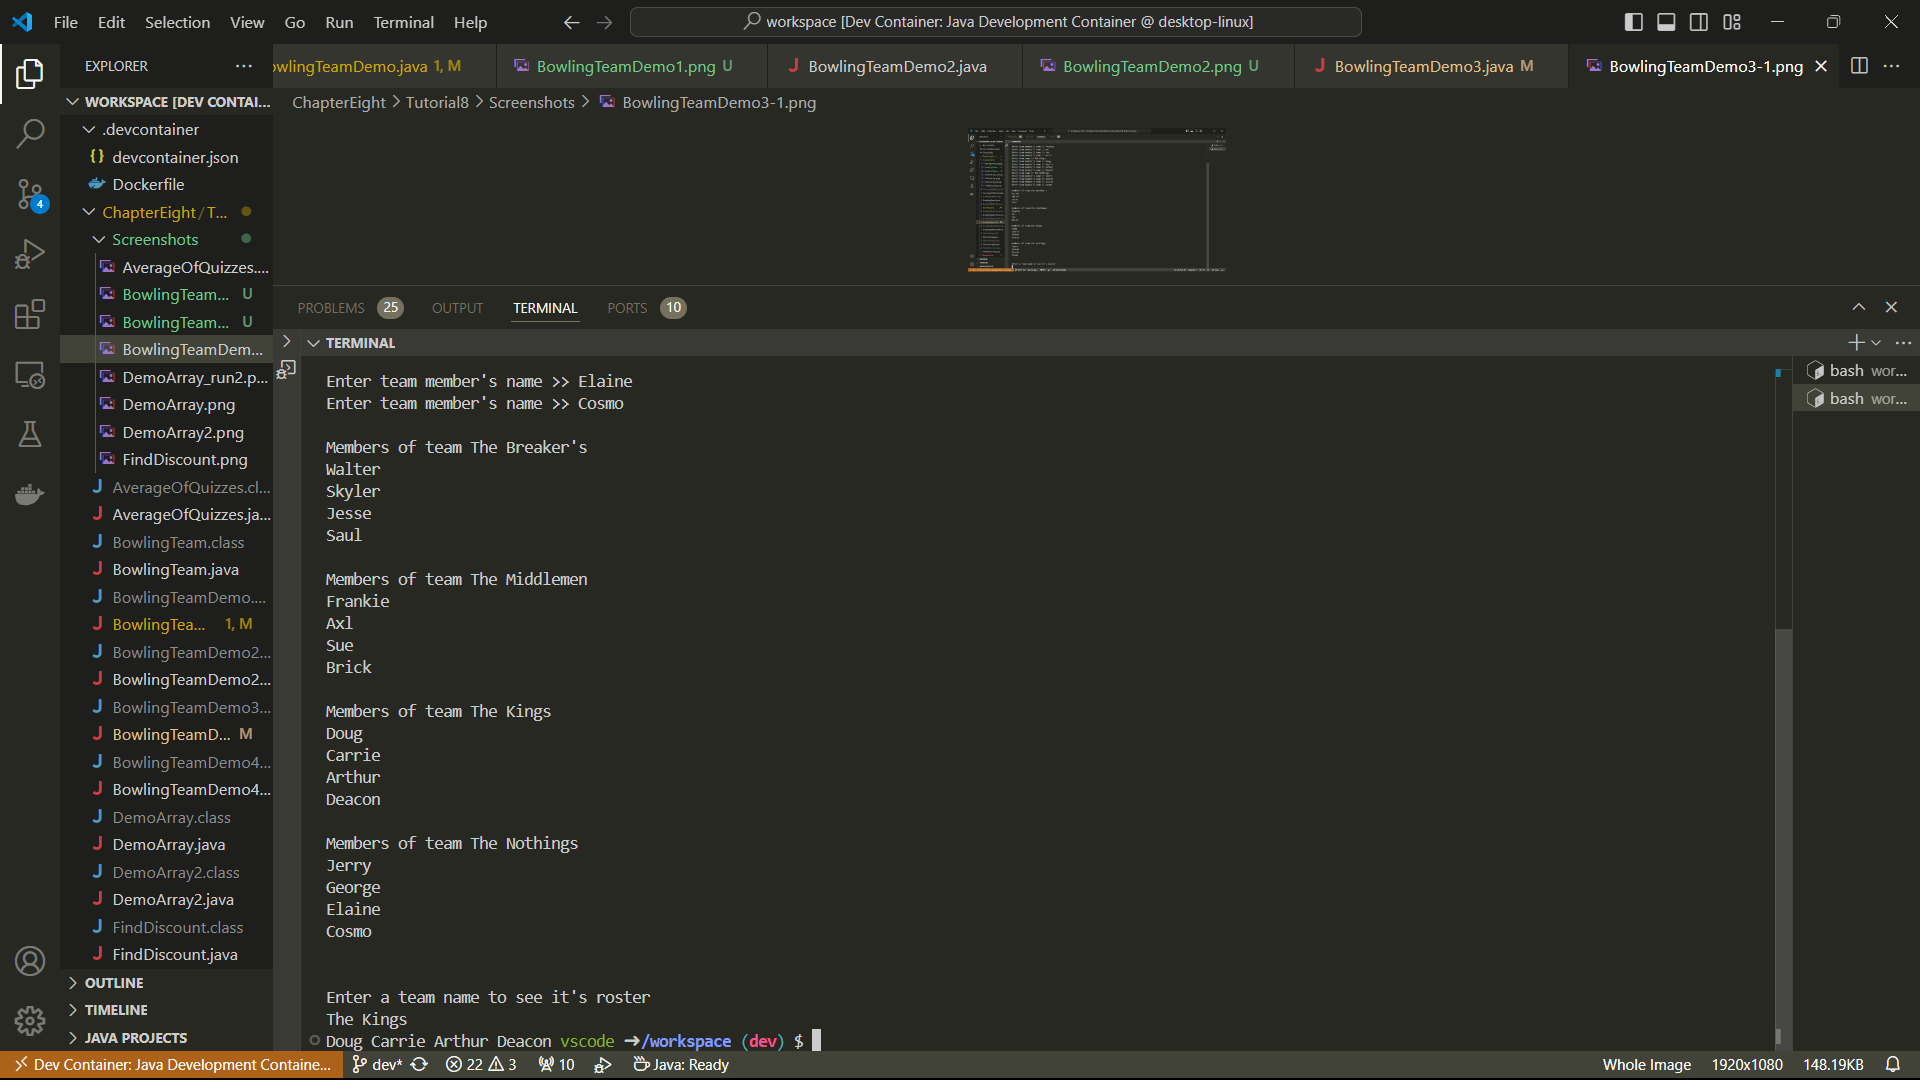 File Edit Selection View Go Run Terminal Help
workspace [Dev Container: Java Development Container @ desktop-linux]
EXPLORER
owlingTeamDemo.java 1, M
BowlingTeamDemo1.png U
BowlingTeamDemo2.java
BowlingTeamDemo2.png U
BowlingTeamDemo3.java M
BowlingTeamDemo3-1.png
WORKSPACE [DEV CONTAI...
ChapterEight > Tutorial8 > Screenshots > BowlingTeamDemo3-1.png
.devcontainer
devcontainer.json
Dockerfile
4
ChapterEight / T...
Screenshots
AverageOfQuizzes....
BowlingTeam... U
BowlingTeam... U
BowlingTeamDem...
DemoArray_run2.p...
DemoArray.png
DemoArray2.png
FindDiscount.png
AverageOfQuizzes.cl...
AverageOfQuizzes.ja...
BowlingTeam.class
BowlingTeam.java
BowlingTeamDemo....
BowlingTea... 1, M
BowlingTeamDemo2...
BowlingTeamDemo2...
BowlingTeamDemo3...
BowlingTeamD... M
BowlingTeamDemo4...
BowlingTeamDemo4...
DemoArray.class
DemoArray.java
DemoArray2.class
DemoArray2.java
FindDiscount.class
FindDiscount.java
OUTLINE
TIMELINE
JAVA PROJECTS
PROBLEMS 25 OUTPUT TERMINAL PORTS 10
TERMINAL
bash wor...
bash wor...
Enter team member's name >> Elaine
Enter team member's name >> Cosmo
Members of team The Breaker's
Walter
Skyler
Jesse
Saul
Members of team The Middlemen
Frankie
Axl
Sue
Brick
Members of team The Kings
Doug
Carrie
Arthur
Deacon
Members of team The Nothings
Jerry
George
Elaine
Cosmo
Enter a team name to see it's roster
The Kings
Doug Carrie Arthur Deacon vscode ➜/workspace (dev) $
Dev Container: Java Development Containe... dev* 22 3 10 Java: Ready
Whole Image 1920x1080 148.19KB